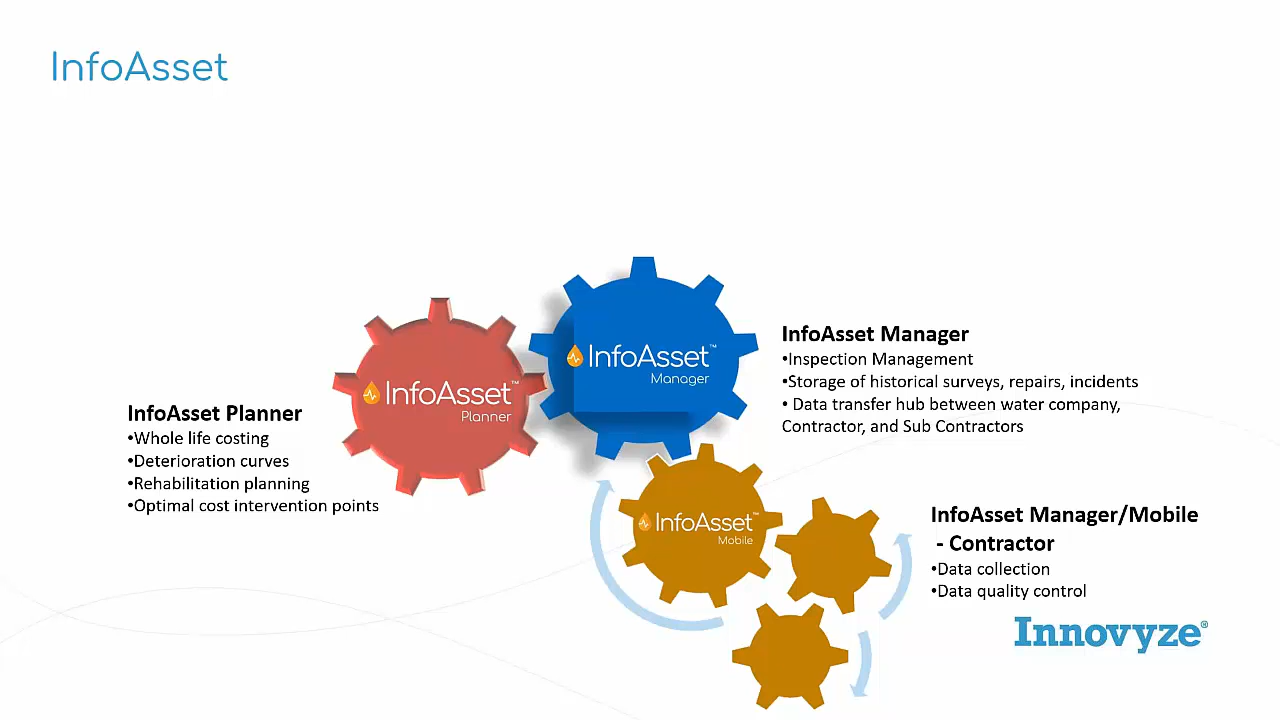 InfoAsset
InfoAsset Planner
•Whole life costing
•Deterioration curves
•Rehabilitation planning
•Optimal cost intervention points
InfoAsset™
Planner
InfoAsset™
Manager
InfoAsset Manager
•Inspection Management
•Storage of historical surveys, repairs, incidents
• Data transfer hub between water company,
Contractor, and Sub Contractors
InfoAsset™
Mobile
InfoAsset Manager/Mobile
- Contractor
•Data collection
•Data quality control
Innovyze®